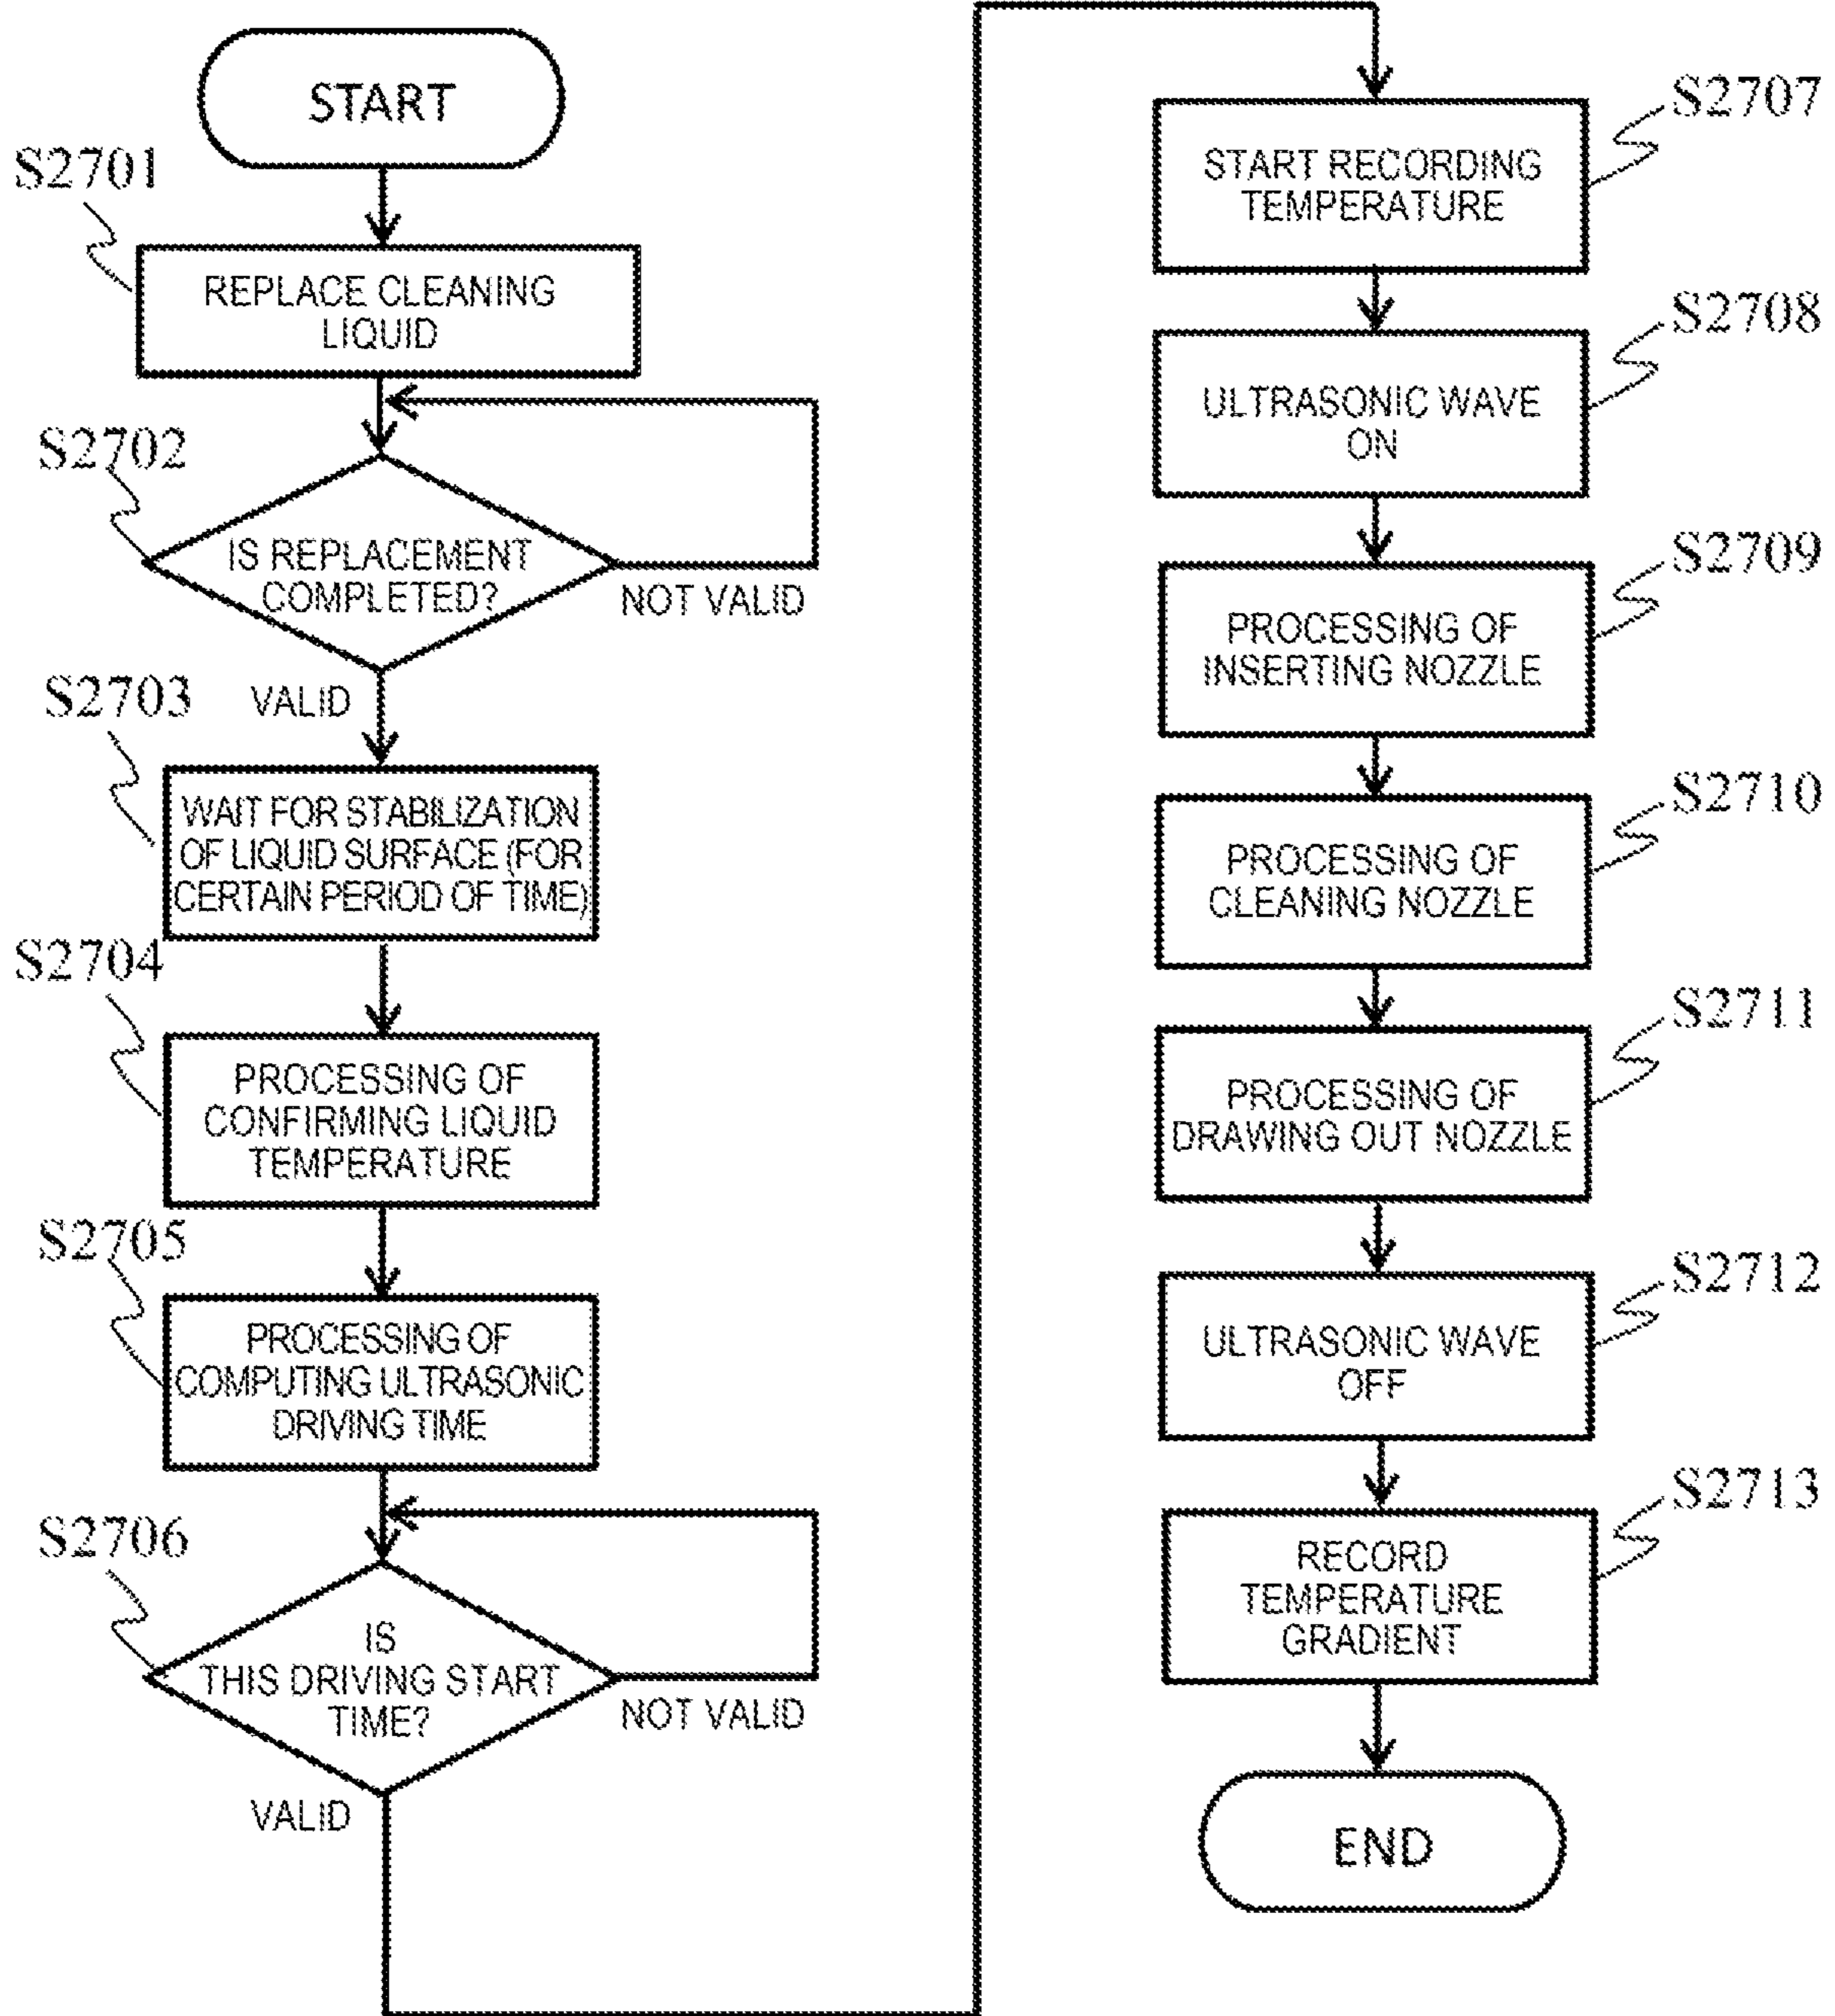 START
S2701
REPLACE CLEANING
LIQUID
S2702
IS REPLACEMENT
COMPLETED?
NOT VALID
VALID
S2703
WAIT FOR STABILIZATION
OF LIQUID SURFACE (FOR
CERTAIN PERIOD OF TIME)
S2704
PROCESSING OF
CONFIRMING LIQUID
TEMPERATURE
S2705
PROCESSING OF
COMPUTING ULTRASONIC
DRIVING TIME
S2706
IS
THIS DRIVING START
TIME?
NOT VALID
VALID
S2707
START RECORDING
TEMPERATURE
S2708
ULTRASONIC WAVE
ON
S2709
PROCESSING OF
INSERTING NOZZLE
S2710
PROCESSING OF
CLEANING NOZZLE
S2711
PROCESSING OF
DRAWING OUT NOZZLE
S2712
ULTRASONIC WAVE
OFF
S2713
RECORD
TEMPERATURE
GRADIENT
END